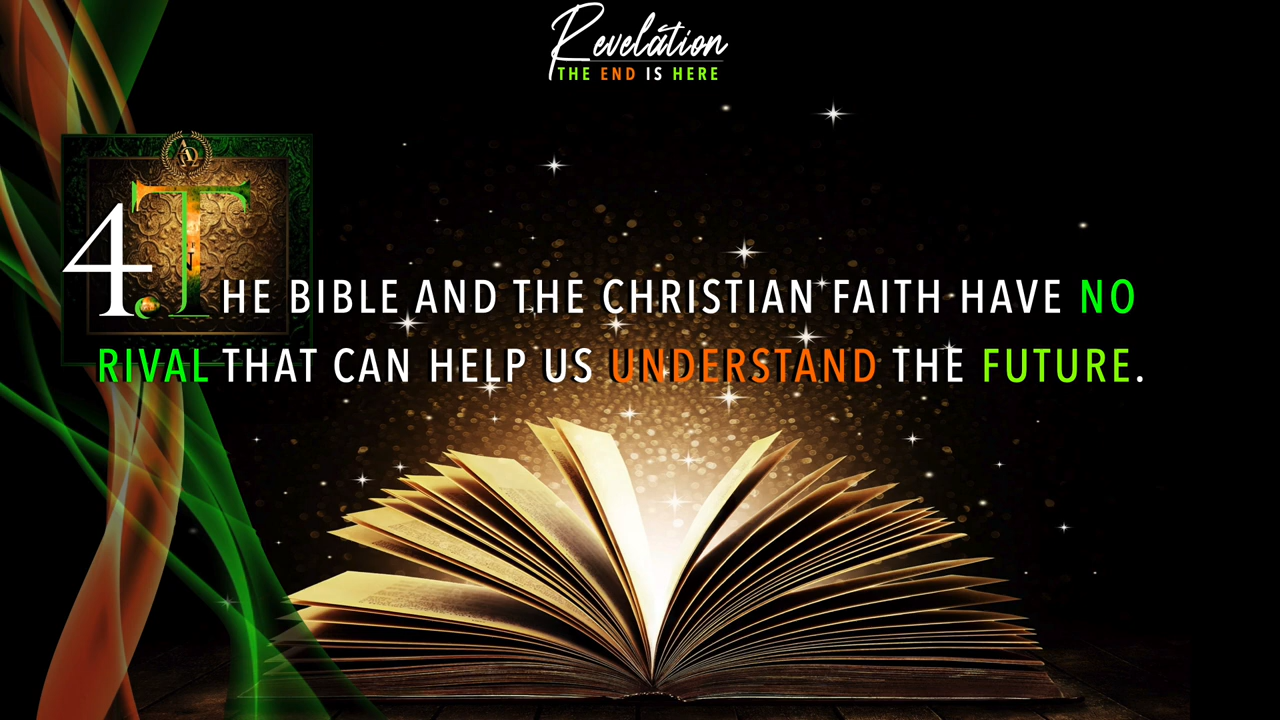 Revelation
THE END IS HERE
4. THE BIBLE AND THE CHRISTIAN FAITH HAVE NO
RIVAL THAT CAN HELP US UNDERSTAND THE FUTURE.